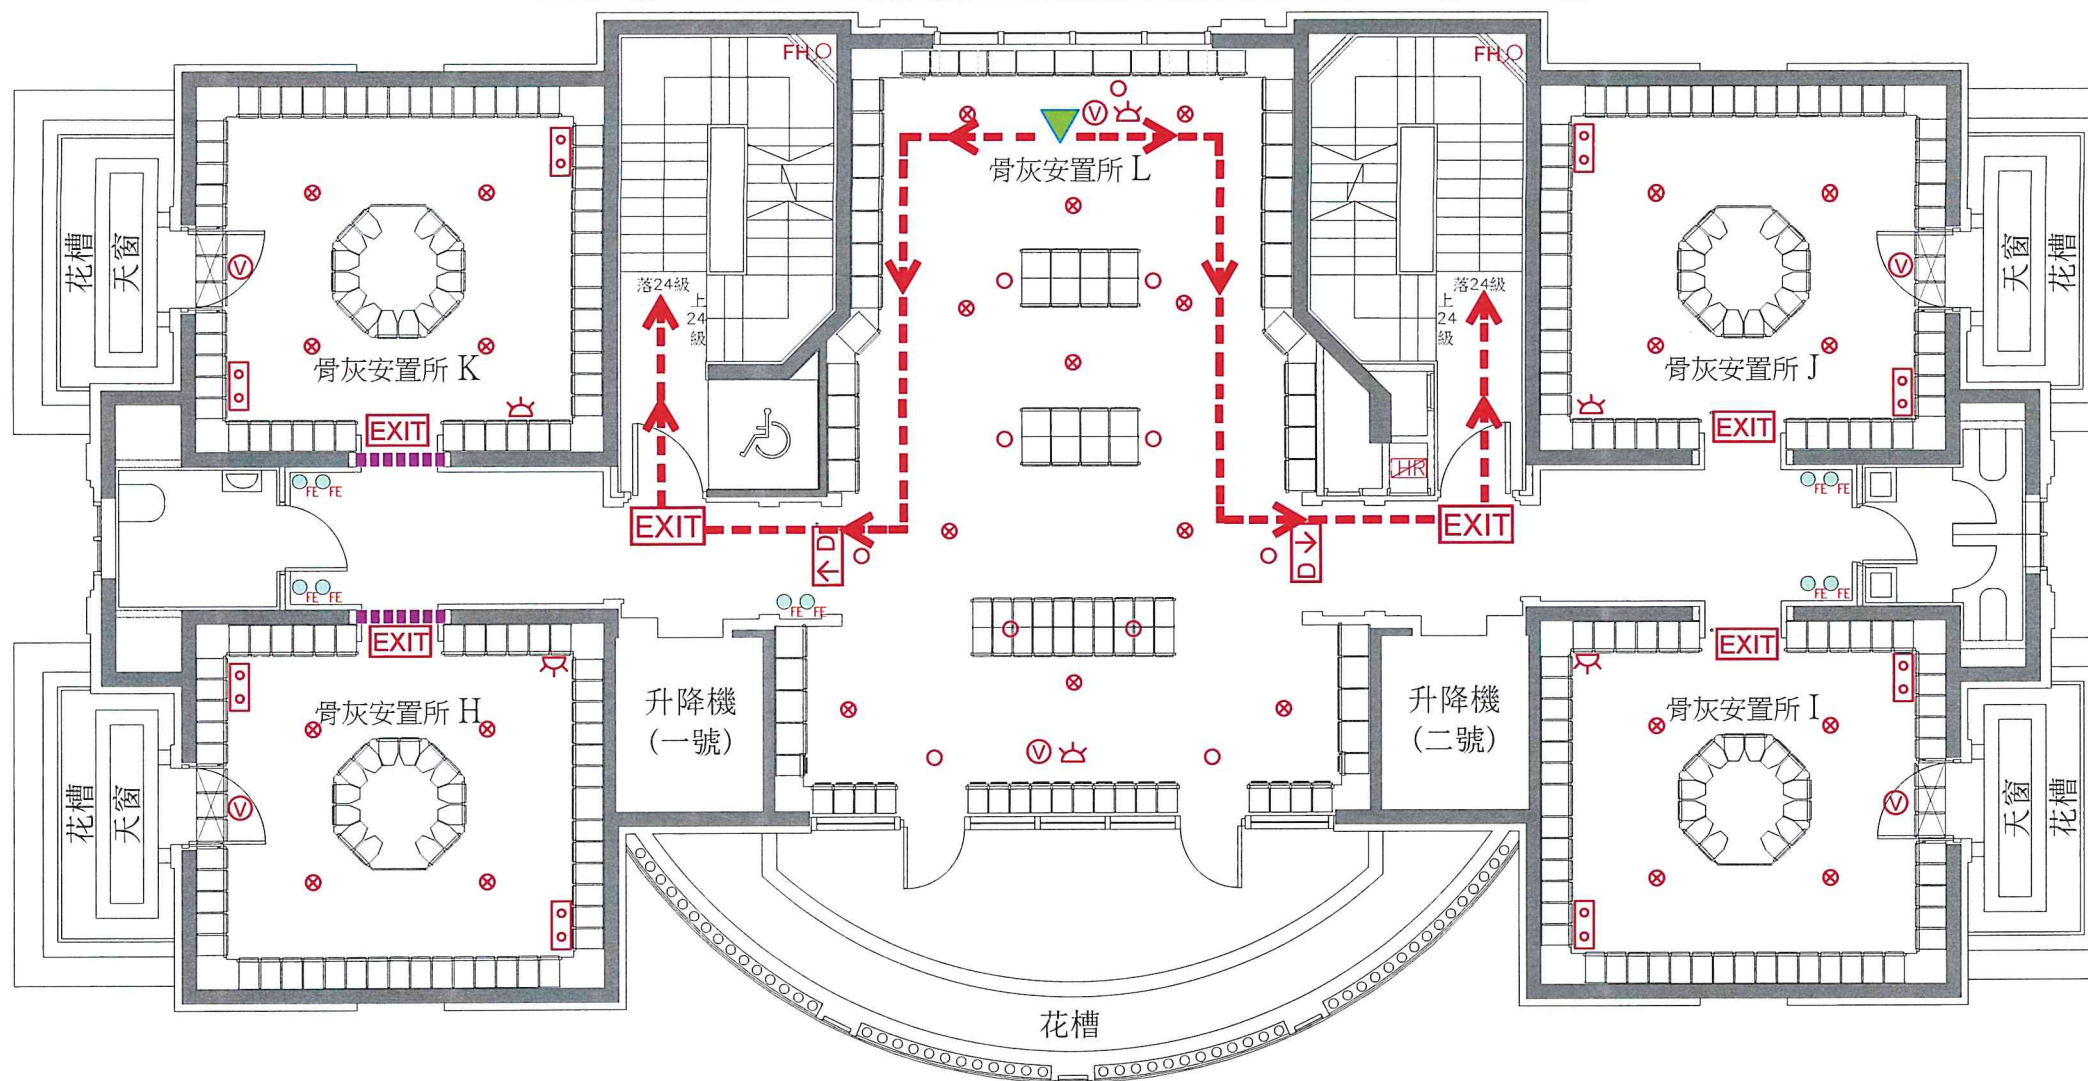 FH
FH
骨灰安置所 L
花槽
天窗
天窗
花槽
落24級
上
24
級
落24級
上
24
級
骨灰安置所 K
骨灰安置所 J
EXIT
EXIT
HR
FE FE
FE FE
EXIT
EXIT
←D
D→
FE FE
FE FE
FE FE
EXIT
EXIT
骨灰安置所 H
升降機
(一號)
升降機
(二號)
骨灰安置所 I
V
V
V
V
V
V
花槽
天窗
天窗
花槽
花槽